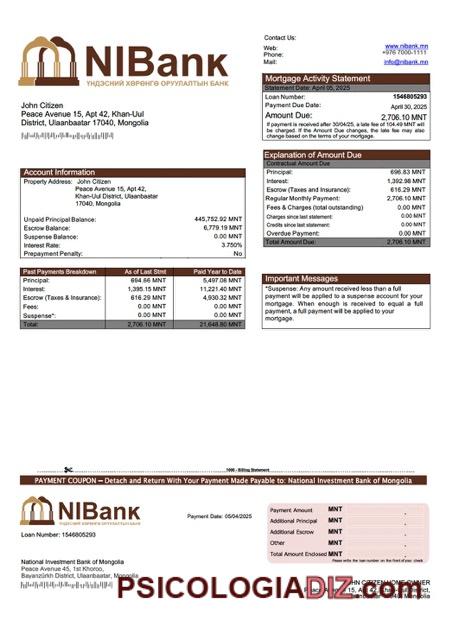 Contact Us:
Web: www.nibank.mn
Phone: +976 7000-1111
Mail: info@nibank.mn
NIBank
ҮНДЭСНИЙ ХӨРӨНГӨ ОРУУЛАЛТЫН БАНК
Mortgage Activity Statement
Statement Date: April 05, 2025
Loan Number: 1546805293
Payment Due Date: April 30, 2025
Amount Due: 2,706.10 MNT
If payment is received after 30/04/25, a late fee of 104.49 MNT will
be charged. If the Amount Due changes, the late fee may also
change based on the terms of your mortgage.
John Citizen
Peace Avenue 15, Apt 42, Khan-Uul
District, Ulaanbaatar 17040, Mongolia
Explanation of Amount Due
Contractual Amount Due
Principal: 696.83 MNT
Interest: 1,392.98 MNT
Escrow (Taxes and Insurance): 616.29 MNT
Regular Monthly Payment: 2,706.10 MNT
Fees & Charges (total outstanding) 0.00 MNT
Charges since last statement: 0.00 MNT
Credits since last statement: 0.00 MNT
Overdue Payment: 0.00 MNT
Total Amount Due: 2,706.10 MNT
Account Information
Property Address: John Citizen
Peace Avenue 15, Apt 42,
Khan-Uul District, Ulaanbaatar
17040, Mongolia
Unpaid Principal Balance: 445,752.92 MNT
Escrow Balance: 6,779.19 MNT
Suspense Balance: 0.00 MNT
Interest Rate: 3.750%
Prepayment Penalty: No
Past Payments Breakdown As of Last Stmt Paid Year to Date
Principal: 694.66 MNT 5,497.08 MNT
Interest: 1,395.15 MNT 11,221.40 MNT
Escrow (Taxes & Insurance): 616.29 MNT 4,930.32 MNT
Fees: 0.00 MNT 0.00 MNT
Suspense*: 0.00 MNT 0.00 MNT
Total: 2,706.10 MNT 21,648.80 MNT
Important Messages
*Suspense: Any amount received less than a full
payment will be applied to a suspense account for your
mortgage. When enough is received to equal a full
payment, a full payment will be applied to your
mortgage.
1000 - Billing Statement
PAYMENT COUPON – Detach and Return With Your Payment Made Payable to: National Investment Bank of Mongolia
NIBank
ҮНДЭСНИЙ ХӨРӨНГӨ ОРУУЛАЛТЫН БАНК
Payment Date: 05/04/2025
Loan Number: 1546805293
Payment Amount MNT
Additional Principal MNT
Additional Escrow MNT
Other MNT
Total Amount Enclosed MNT
Please write the loan number on the front of your check
National Investment Bank of Mongolia
Peace Avenue 45, 1st Khoroo,
Bayanzürkh District, Ulaanbaatar, Mongolia
JOHN CITIZEN HOME OWNER
15, Apt 42, Khan-Uul District,
17040, Mongolia
PSICOLOGIADIZ.com